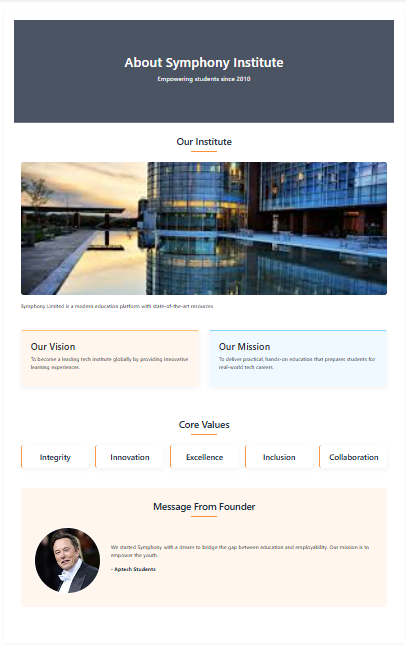 About Symphony Institute
Empowering students since 2010
Our Institute
Symphony Limited is a modern education platform with state-of-the-art resources.
Our Vision
To become a leading tech institute globally by providing innovative
learning experiences.
Our Mission
To deliver practical, hands-on education that prepares students for
real-world tech careers.
Core Values
Integrity
Innovation
Excellence
Inclusion
Collaboration
Message From Founder
We started Symphony with a dream to bridge the gap between education and employability. Our mission is to
empower the youth.
- Aptech Students